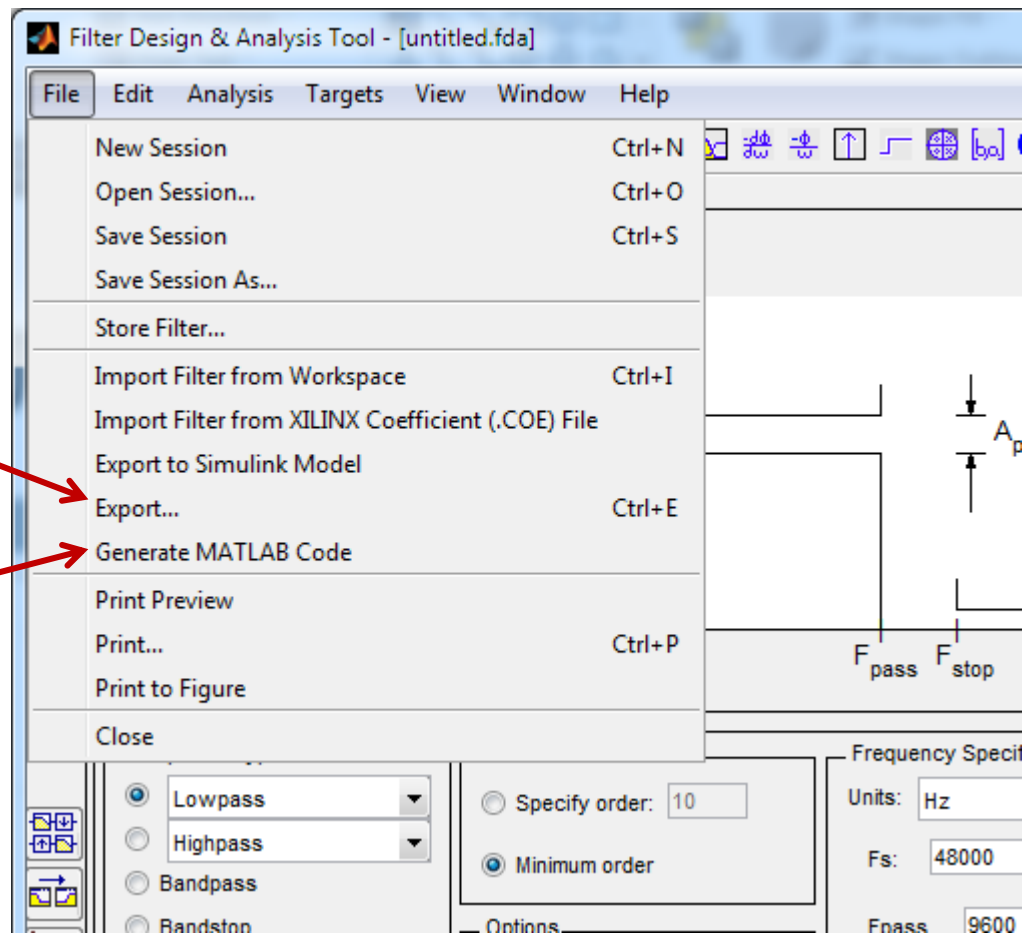 Filter Design & Analysis Tool - [untitled.fda]
File Edit Analysis Targets View Window Help
New Session Ctrl+N
Open Session... Ctrl+O
Save Session Ctrl+S
Save Session As...
Store Filter...
Import Filter from Workspace Ctrl+I
Import Filter from XILINX Coefficient (.COE) File
Export to Simulink Model
Export... Ctrl+E
Generate MATLAB Code
Print Preview
Print... Ctrl+P
Print to Figure
Close
Ap
Fpass Fstop
Lowpass
Highpass
Bandpass
Bandstop
Specify order: 10
Minimum order
Options
Frequency Specif
Units: Hz
Fs: 48000
Fpass 9600